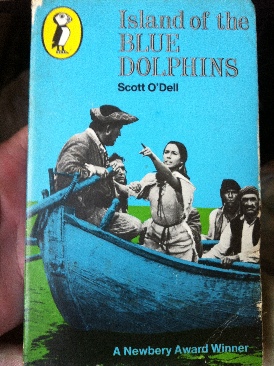 Island of the
BLUE
DOLPHINS
Scott O'Dell
A Newbery Award Winner